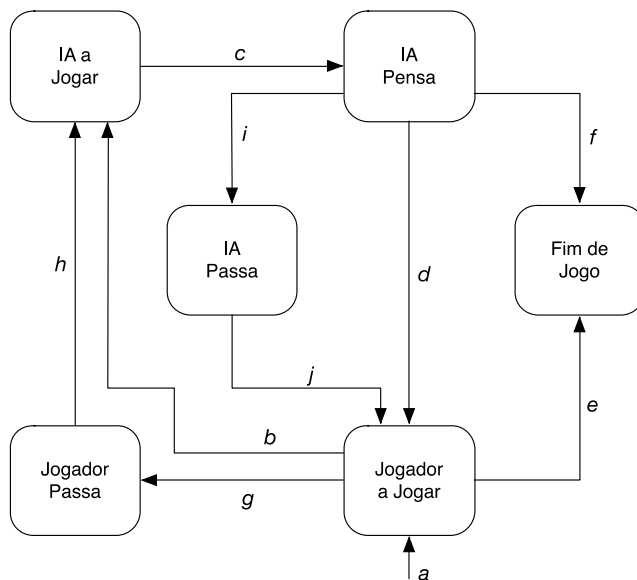 IA a
Jogar
c
IA
Pensa
i
f
IA
Passa
Fim de
Jogo
h
d
j
e
b
Jogador
Passa
g
Jogador
a Jogar
a